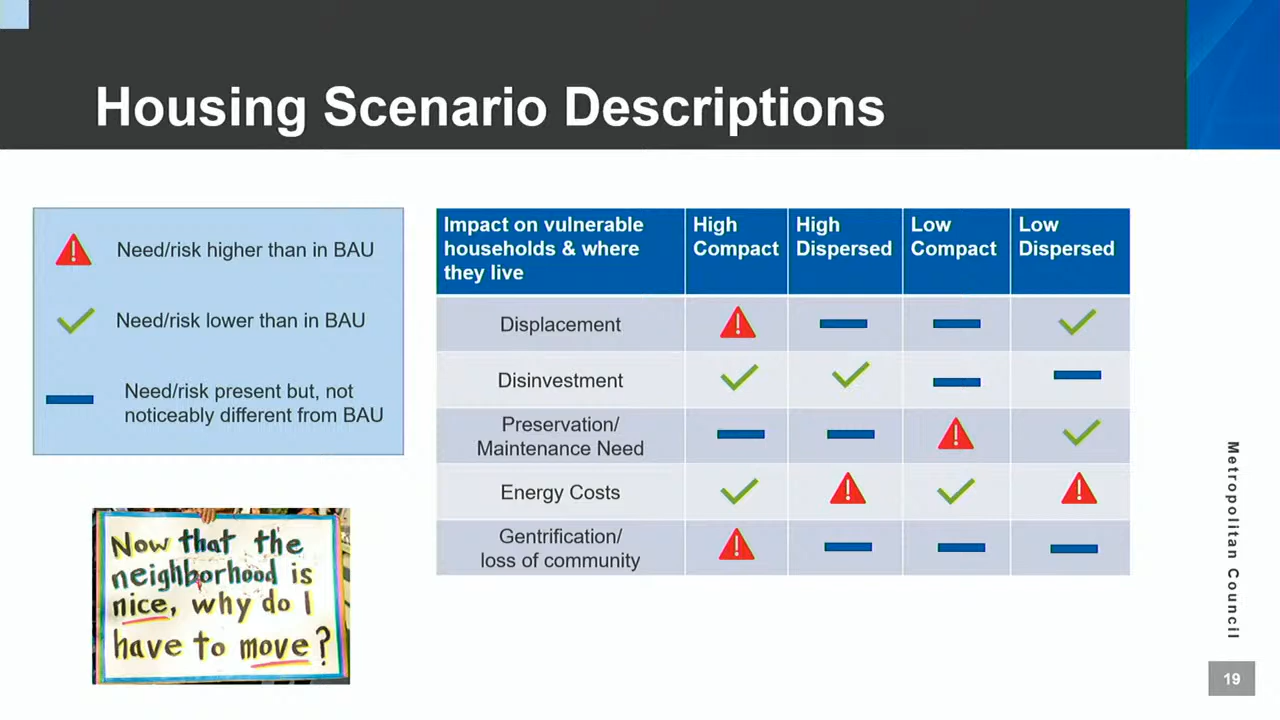 Housing Scenario Descriptions
Need/risk higher than in BAU
Need/risk lower than in BAU
Need/risk present but, not
noticeably different from BAU
Now that the
neighborhood is
nice, why do I
have to move?
Impact on vulnerable
households & where
they live
High
Compact
High
Dispersed
Low
Compact
Low
Dispersed
Displacement
Disinvestment
Preservation/
Maintenance Need
Energy Costs
Gentrification/
loss of community
Metropolitan Council
19